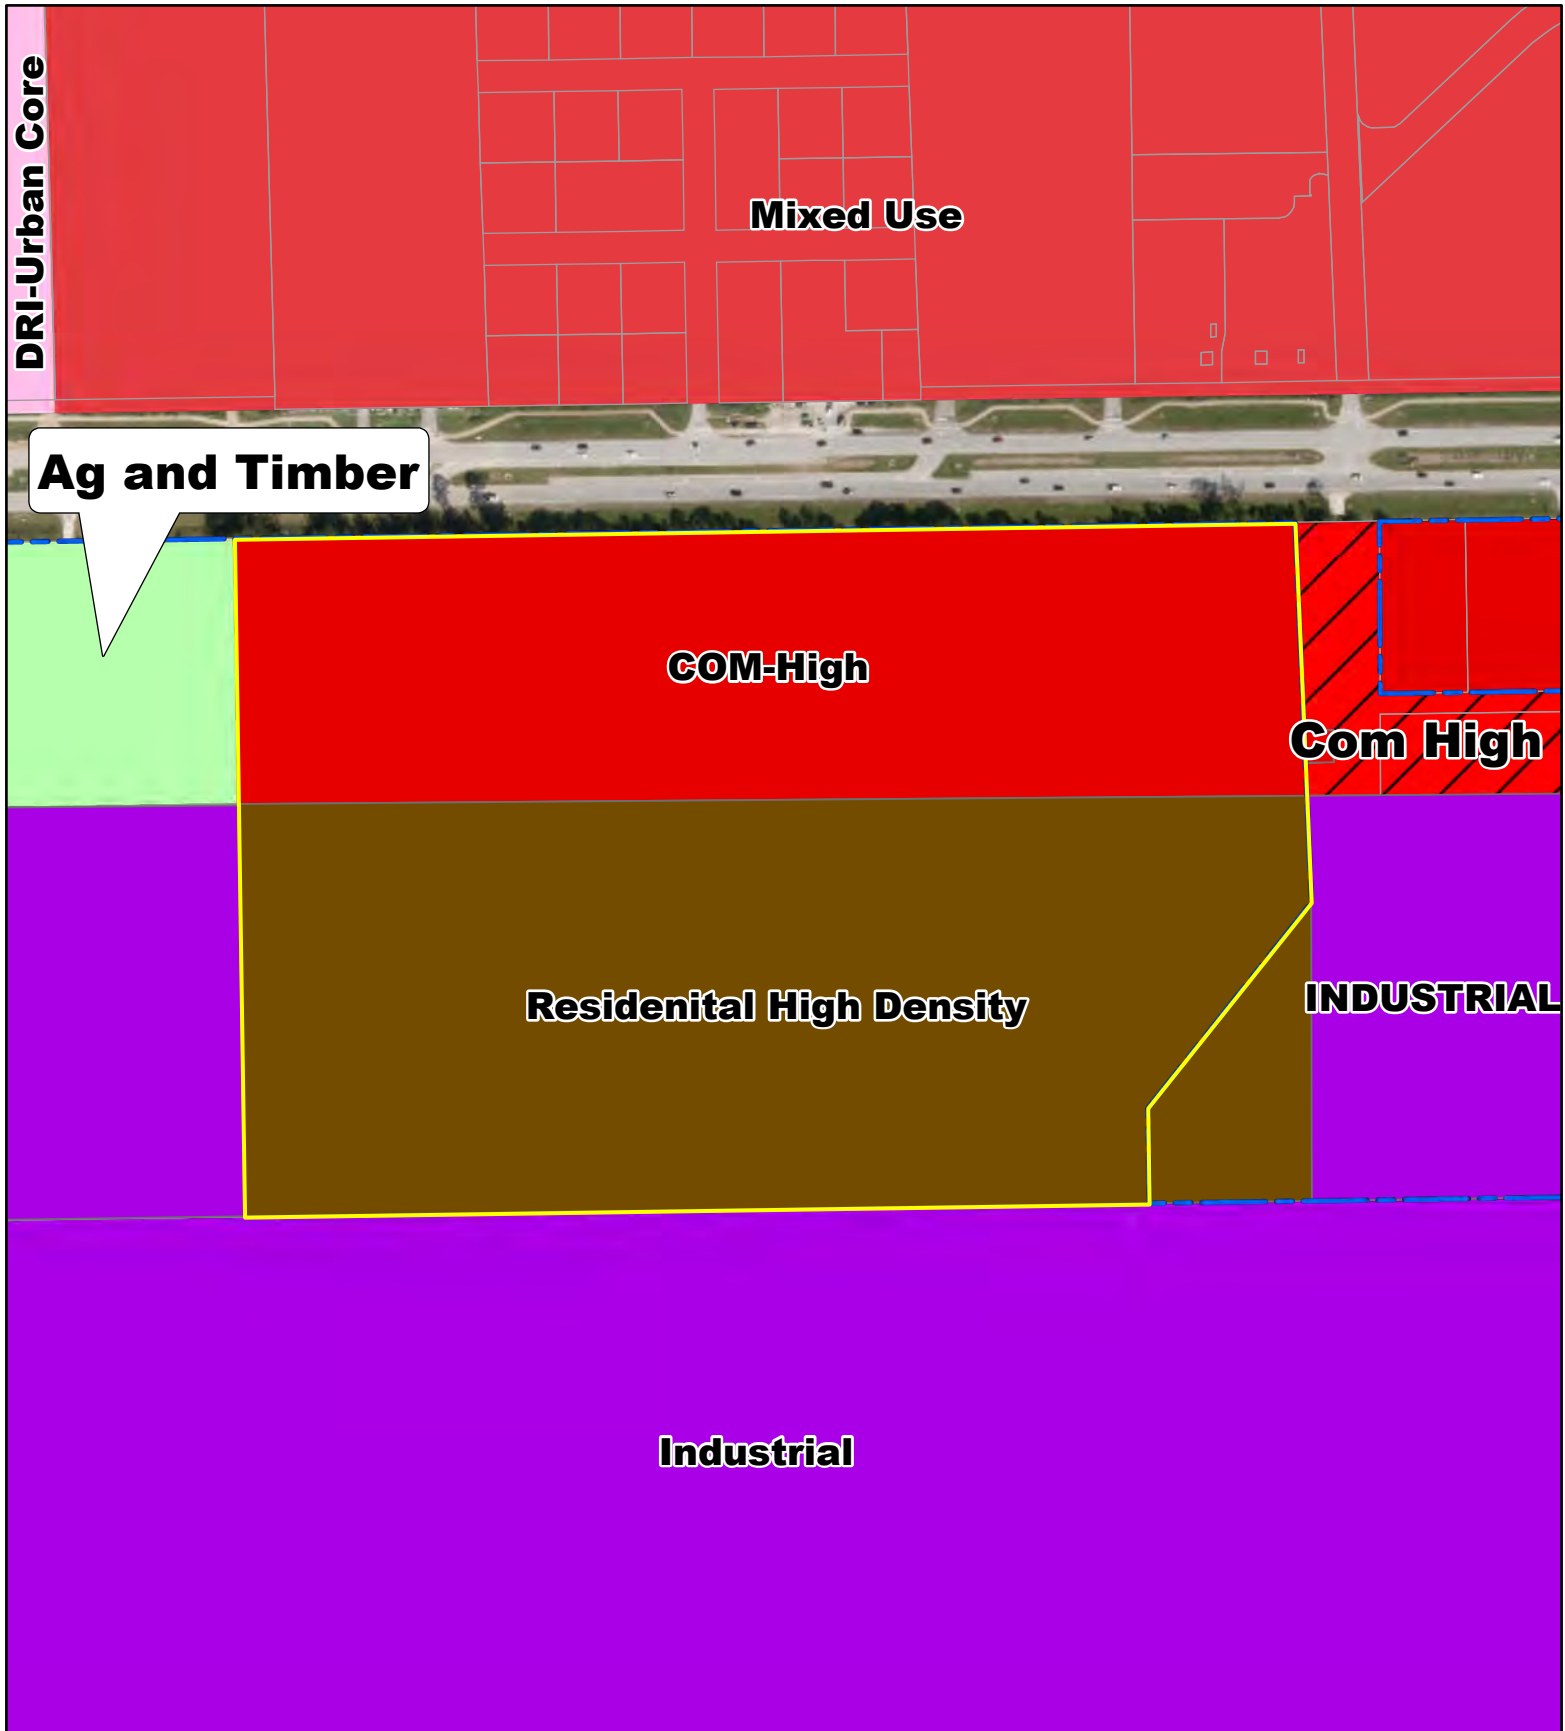 DRI-Urban Core
Mixed Use
Ag and Timber
COM-High
Com High
Residenital High Density
INDUSTRIAL
Industrial